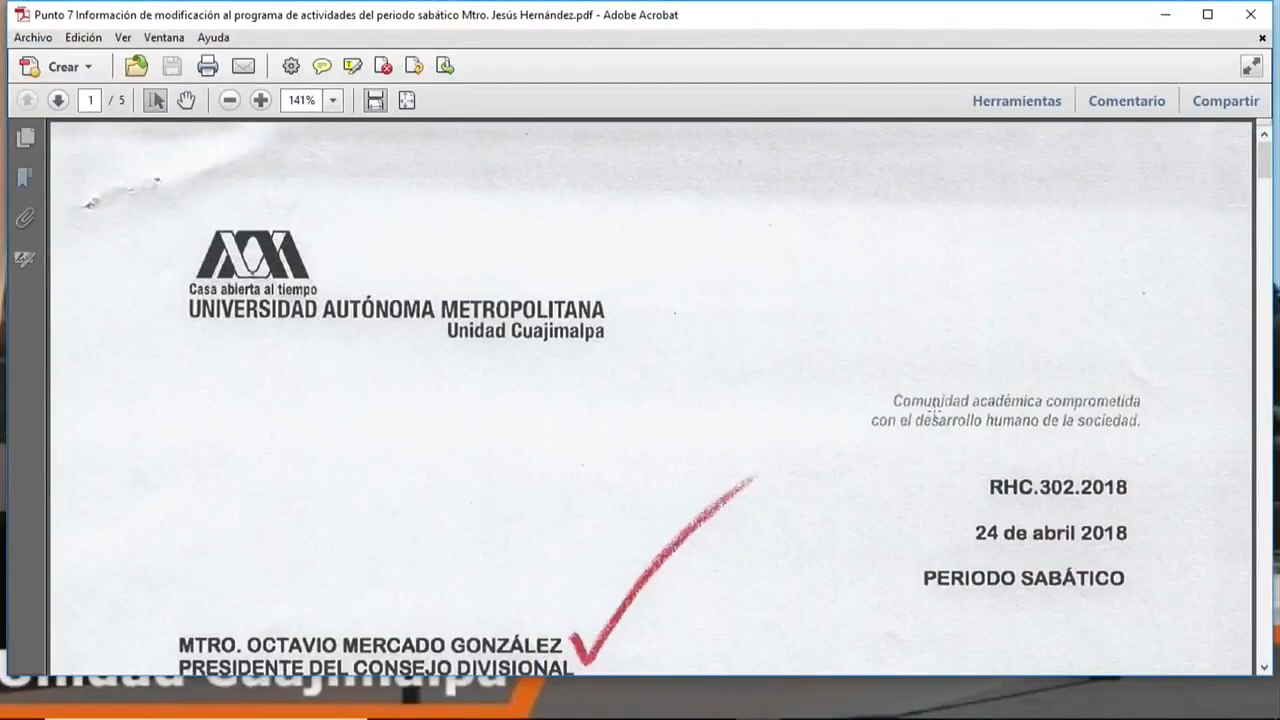 Punto 7 Información de modificación al programa de actividades del periodo sabático Mtro. Jesús Hernández.pdf - Adobe Acrobat
Archivo Edición Ver Ventana Ayuda
Crear
1 / 5 141% Herramientas Comentario Compartir
Casa abierta al tiempo
UNIVERSIDAD AUTÓNOMA METROPOLITANA
Unidad Cuajimalpa
Comunidad académica comprometida
con el desarrollo humano de la sociedad.
RHC.302.2018
24 de abril 2018
PERIODO SABÁTICO
MTRO. OCTAVIO MERCADO GONZÁLEZ
PRESIDENTE DEL CONSEJO DIVISIONAL
Unidad Cuajimalpa